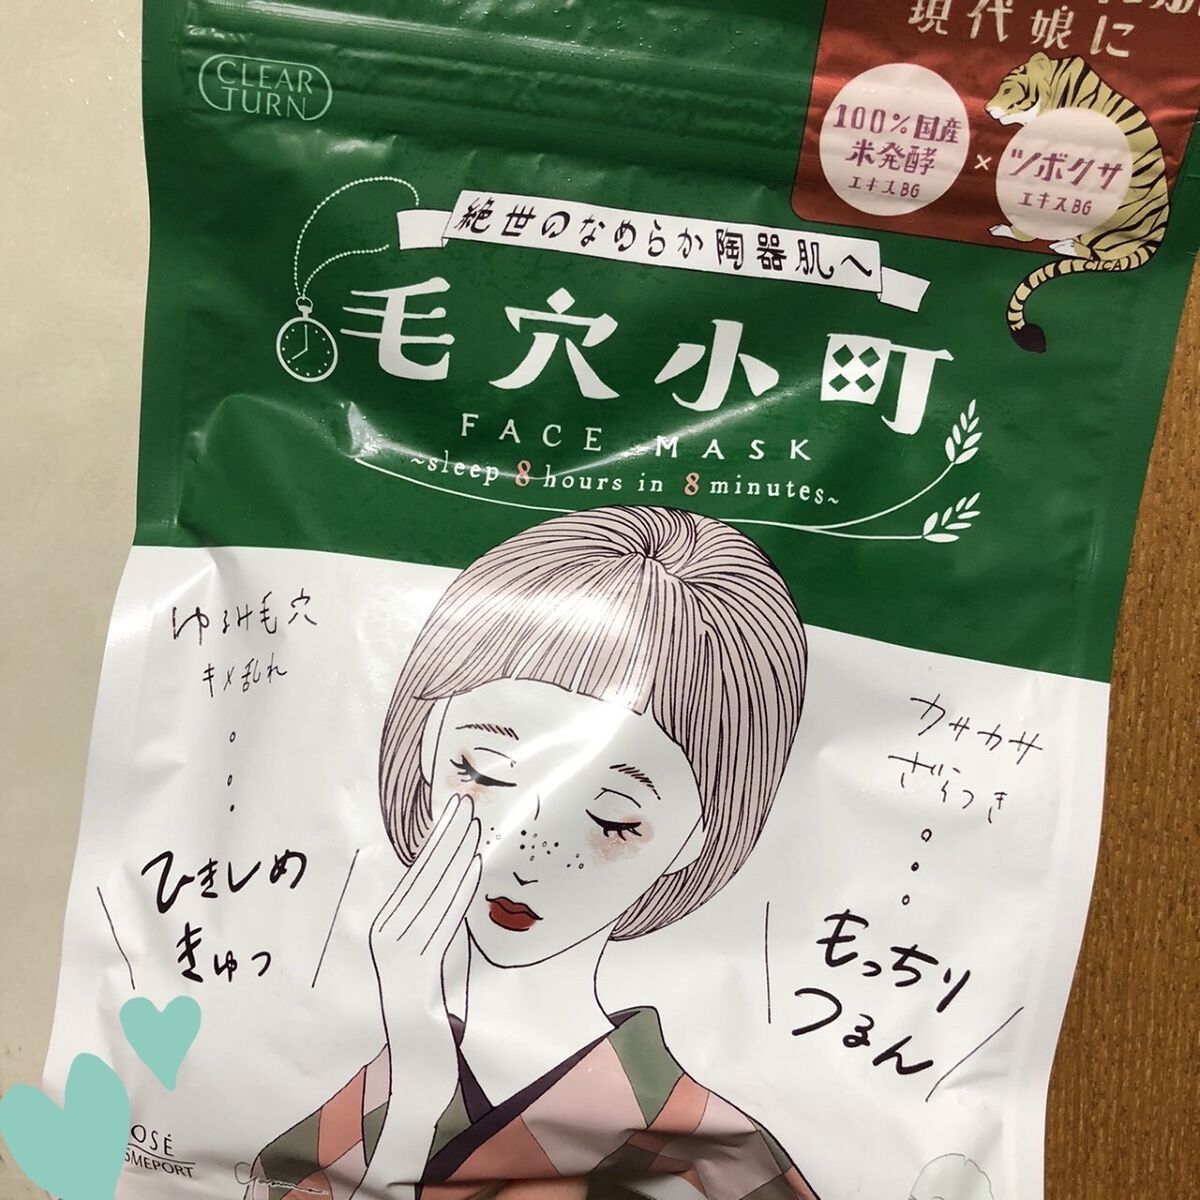 現代娘に
CLEAR
TURN
100%国産
米発酵
エキスBG
×
ツボクサ
エキスBG
CICA
絶世のなめらか陶器肌へ
毛穴小町
FACE MASK
~sleep 8 hours in 8 minutes~
ゆるみ毛穴
キメ乱れ
ひきしめ
きゅっ
カサカサ
ざらつき
もっちり
つるん
OSÉ
SMEPORT